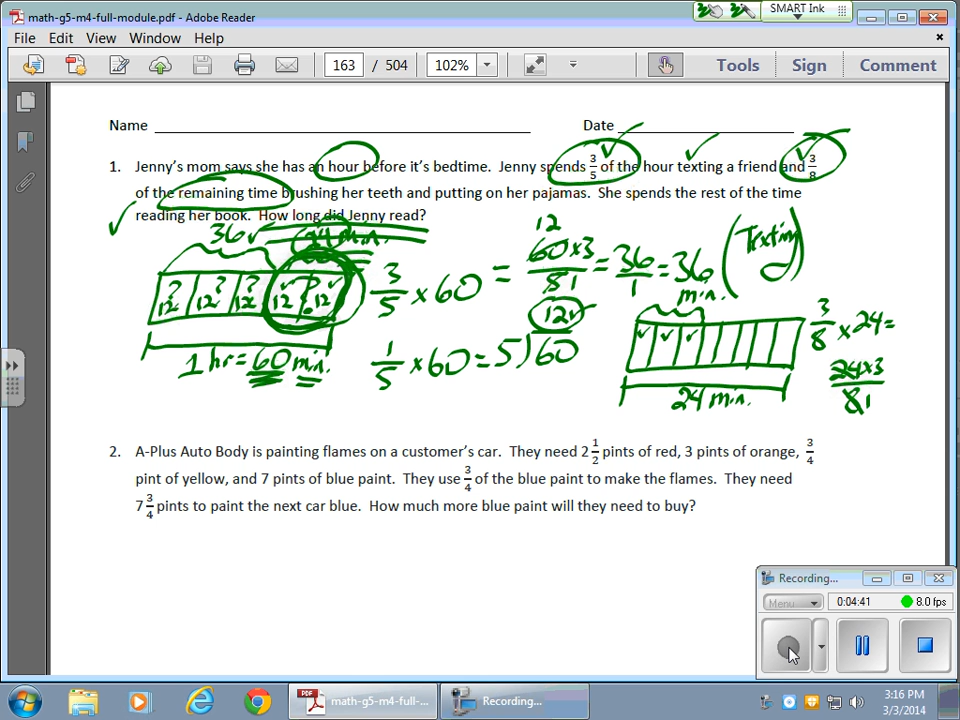 math-g5-m4-full-module.pdf - Adobe Reader
SMART Ink
File Edit View Window Help
163 / 504 102% Tools Sign Comment
Name Date
1. Jenny's mom says she has an hour before it's bedtime. Jenny spends 3/5 of the hour texting a friend and 3/8
of the remaining time brushing her teeth and putting on her pajamas. She spends the rest of the time
reading her book. How long did Jenny read?
36 24 min.
? ? ? ? ?
12 12 12 12 12
1 hr = 60 min.
3/5 × 60 = 60×3/5 1 = 36/1 = 36 min. (Texting)
12
1/5 × 60 = 5)60
12
24 min.
3/8 × 24 =
24×3
81
2. A-Plus Auto Body is painting flames on a customer's car. They need 2 1/2 pints of red, 3 pints of orange, 3/4
pint of yellow, and 7 pints of blue paint. They use 3/4 of the blue paint to make the flames. They need
7 3/4 pints to paint the next car blue. How much more blue paint will they need to buy?
Recording...
Menu 0:04:41 8.0 fps
math-g5-m4-full-... Recording...
3:16 PM
3/3/2014